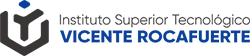 Instituto Superior Tecnológico
VICENTE ROCAFUERTE